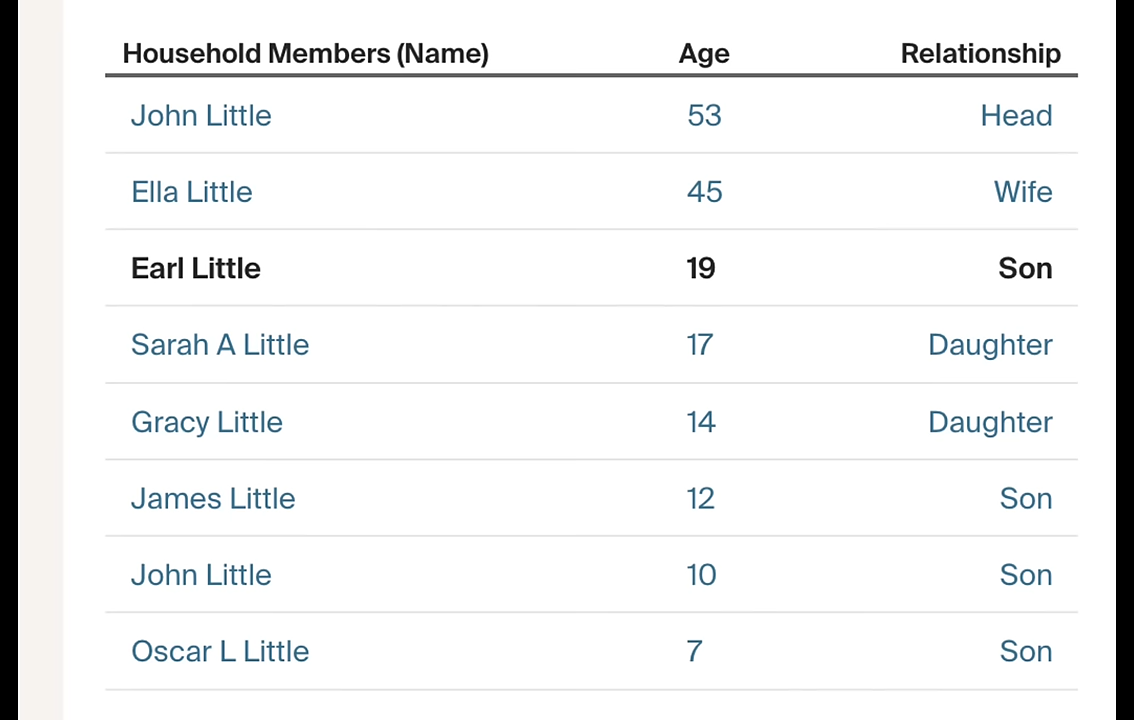 Household Members (Name) Age Relationship
John Little 53 Head
Ella Little 45 Wife
Earl Little 19 Son
Sarah A Little 17 Daughter
Gracy Little 14 Daughter
James Little 12 Son
John Little 10 Son
Oscar L Little 7 Son